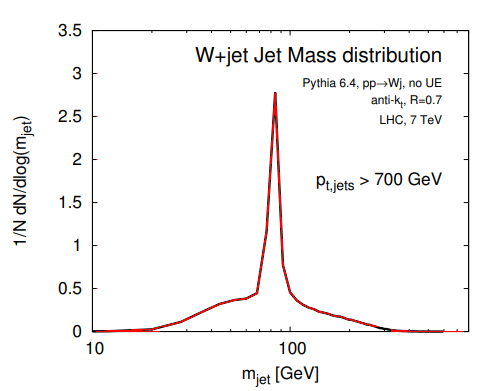 W+jet Jet Mass distribution
Pythia 6.4, pp→Wj, no UE
anti-kt, R=0.7
LHC, 7 TeV
pt,jets > 700 GeV
1/N dN/dlog(mjet)
3.5
3
2.5
2
1.5
1
0.5
0
10
100
mjet [GeV]